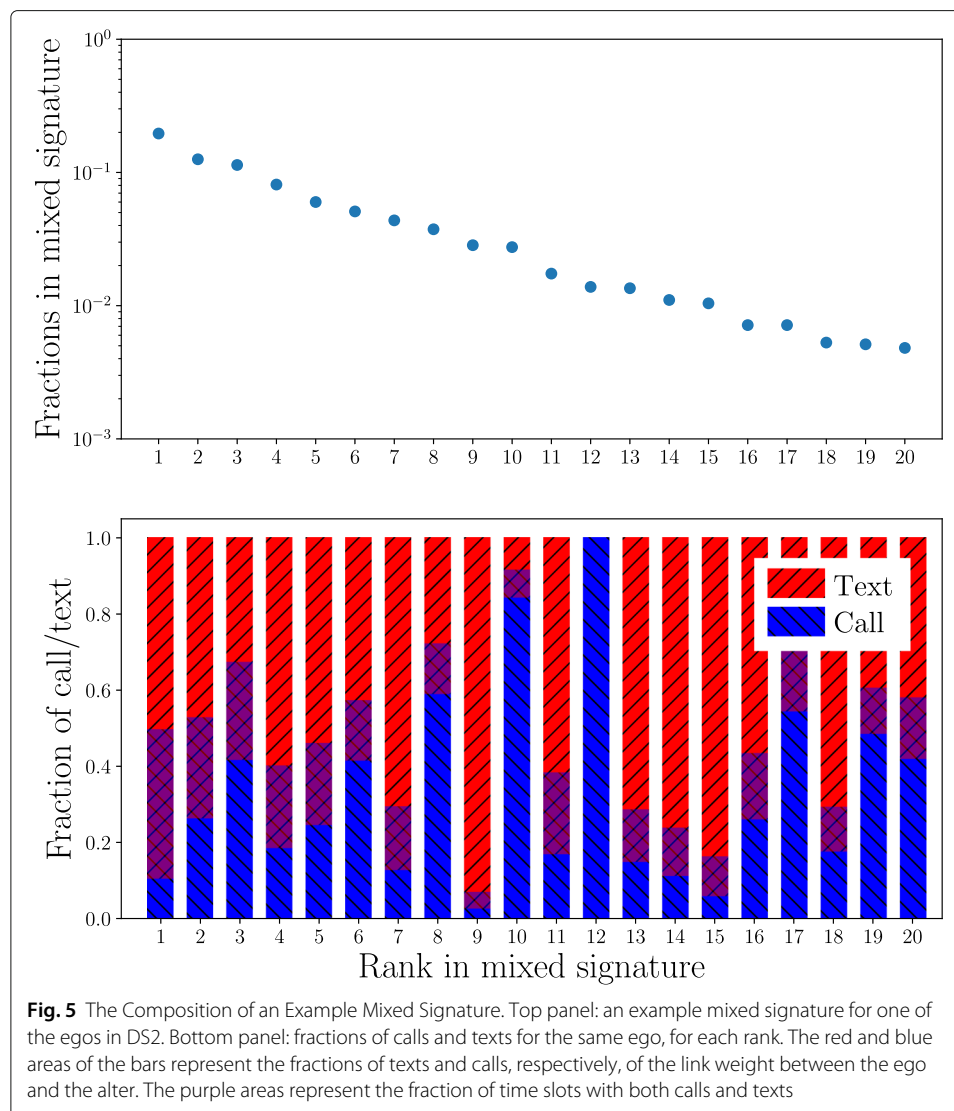 10⁰
10⁻¹
10⁻²
10⁻³
Fractions in mixed signature
1 2 3 4 5 6 7 8 9 10 11 12 13 14 15 16 17 18 19 20
1.0
0.8
0.6
0.4
0.2
0.0
Fraction of call/text
Text
Call
1 2 3 4 5 6 7 8 9 10 11 12 13 14 15 16 17 18 19 20
Rank in mixed signature
Fig. 5 The Composition of an Example Mixed Signature. Top panel: an example mixed signature for one of
the egos in DS2. Bottom panel: fractions of calls and texts for the same ego, for each rank. The red and blue
areas of the bars represent the fractions of texts and calls, respectively, of the link weight between the ego
and the alter. The purple areas represent the fraction of time slots with both calls and texts